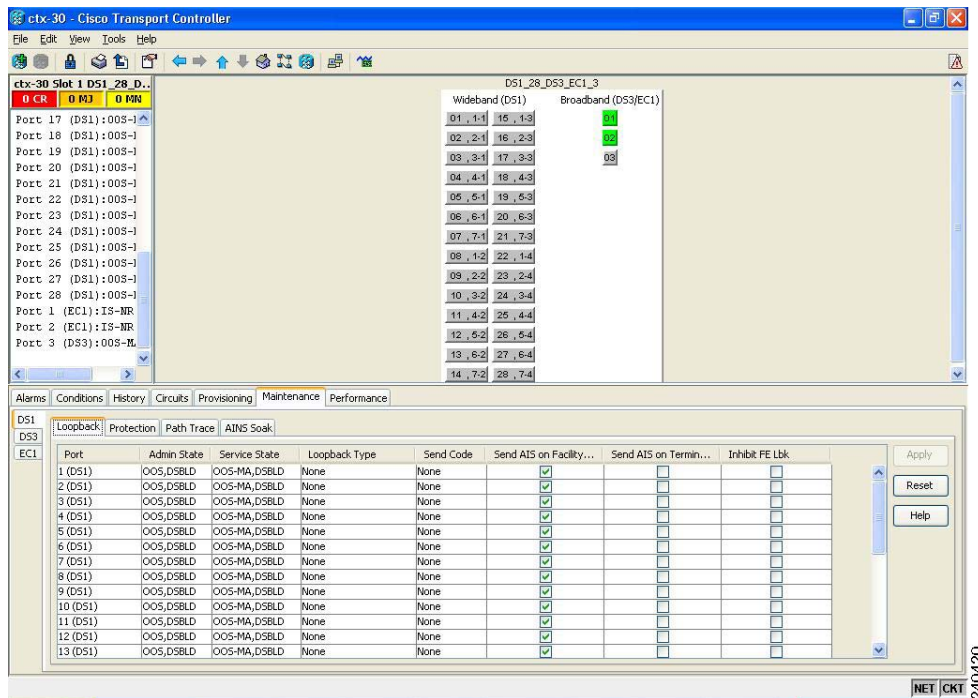 ctx-30 - Cisco Transport Controller
File Edit View Tools Help
ctx-30 Slot 1 DS1_28_D..
0 CR 0 MJ 0 MN
Port 17 (DS1):OOS-
Port 18 (DS1):OOS-
Port 19 (DS1):OOS-
Port 20 (DS1):OOS-
Port 21 (DS1):OOS-
Port 22 (DS1):OOS-
Port 23 (DS1):OOS-
Port 24 (DS1):OOS-
Port 25 (DS1):OOS-
Port 26 (DS1):OOS-
Port 27 (DS1):OOS-
Port 28 (DS1):OOS-
Port 1 (EC1):IS-NR
Port 2 (EC1):IS-NR
Port 3 (DS3):OOS-M
DS1_28_DS3_EC1_3
Wideband (DS1) Broadband (DS3/EC1)
01 , 1-1 15 , 1-3 01
02 , 2-1 16 , 2-3 02
03 , 3-1 17 , 3-3 03
04 , 4-1 18 , 4-3
05 , 5-1 19 , 5-3
06 , 6-1 20 , 6-3
07 , 7-1 21 , 7-3
08 , 1-2 22 , 1-4
09 , 2-2 23 , 2-4
10 , 3-2 24 , 3-4
11 , 4-2 25 , 4-4
12 , 5-2 26 , 5-4
13 , 6-2 27 , 6-4
14 , 7-2 28 , 7-4
Alarms Conditions History Circuits Provisioning Maintenance Performance
DS1
DS3
EC1
Loopback Protection Path Trace AINS Soak
Port Admin State Service State Loopback Type Send Code Send AIS on Facility... Send AIS on Termin... Inhibit FE Lbk
1 (DS1) OOS,DSBLD OOS-MA,DSBLD None None
2 (DS1) OOS,DSBLD OOS-MA,DSBLD None None
3 (DS1) OOS,DSBLD OOS-MA,DSBLD None None
4 (DS1) OOS,DSBLD OOS-MA,DSBLD None None
5 (DS1) OOS,DSBLD OOS-MA,DSBLD None None
6 (DS1) OOS,DSBLD OOS-MA,DSBLD None None
7 (DS1) OOS,DSBLD OOS-MA,DSBLD None None
8 (DS1) OOS,DSBLD OOS-MA,DSBLD None None
9 (DS1) OOS,DSBLD OOS-MA,DSBLD None None
10 (DS1) OOS,DSBLD OOS-MA,DSBLD None None
11 (DS1) OOS,DSBLD OOS-MA,DSBLD None None
12 (DS1) OOS,DSBLD OOS-MA,DSBLD None None
13 (DS1) OOS,DSBLD OOS-MA,DSBLD None None
Apply
Reset
Help
NET CKT
240420